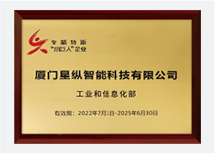 专精特新
“小巨人”企业
厦门星纵智能科技有限公司
工业和信息化部
有效期：2022年7月1日-2025年6月30日